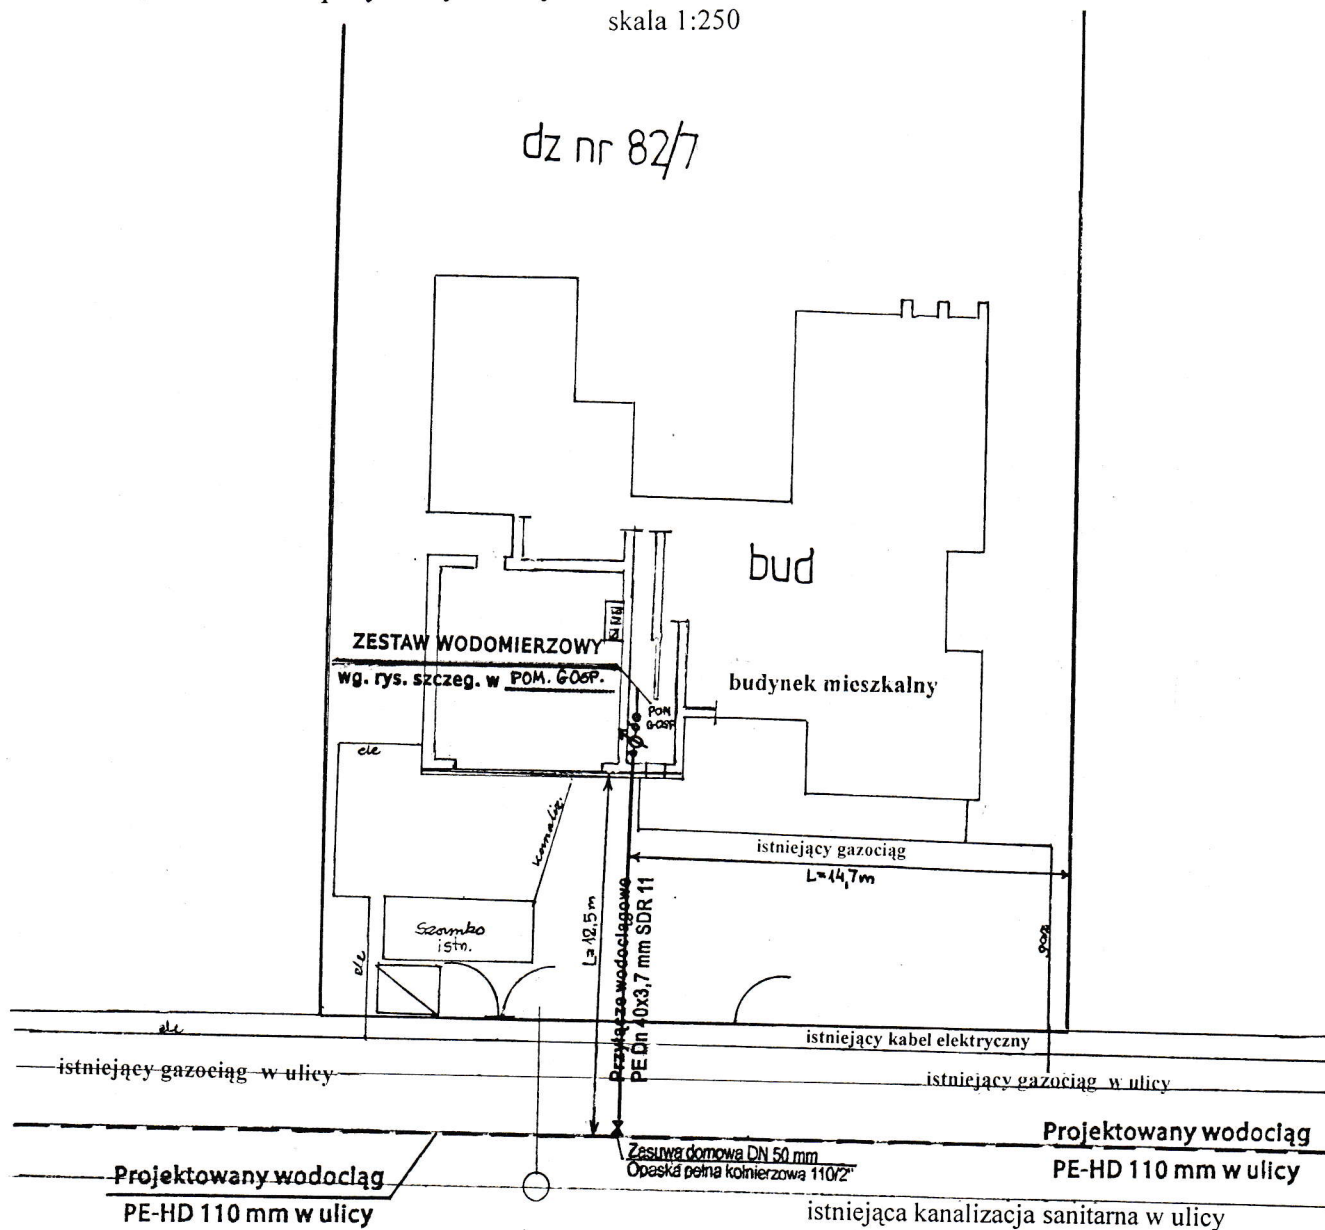 skala 1:250
dz nr 82/7
bud
ZESTAW WODOMIERZOWY
wg. rys. szczeg. w POM. GOSP.
budynek mieszkalny
POM
GOSP
ele
kanaliz.
istniejący gazociąg
L=14,7m
Szambo
istn.
ele
L=12,5m
Przyłącze wodociągowe
PE Dn 40x3,7 mm SDR 11
gaz
ele
istniejący kabel elektryczny
istniejący gazociąg w ulicy
istniejący gazociąg w ulicy
Projektowany wodociąg
PE-HD 110 mm w ulicy
Zasuwa domowa DN 50 mm
Opaska pełna kołnierzowa 110/2"
Projektowany wodociąg
PE-HD 110 mm w ulicy
istniejąca kanalizacja sanitarna w ulicy